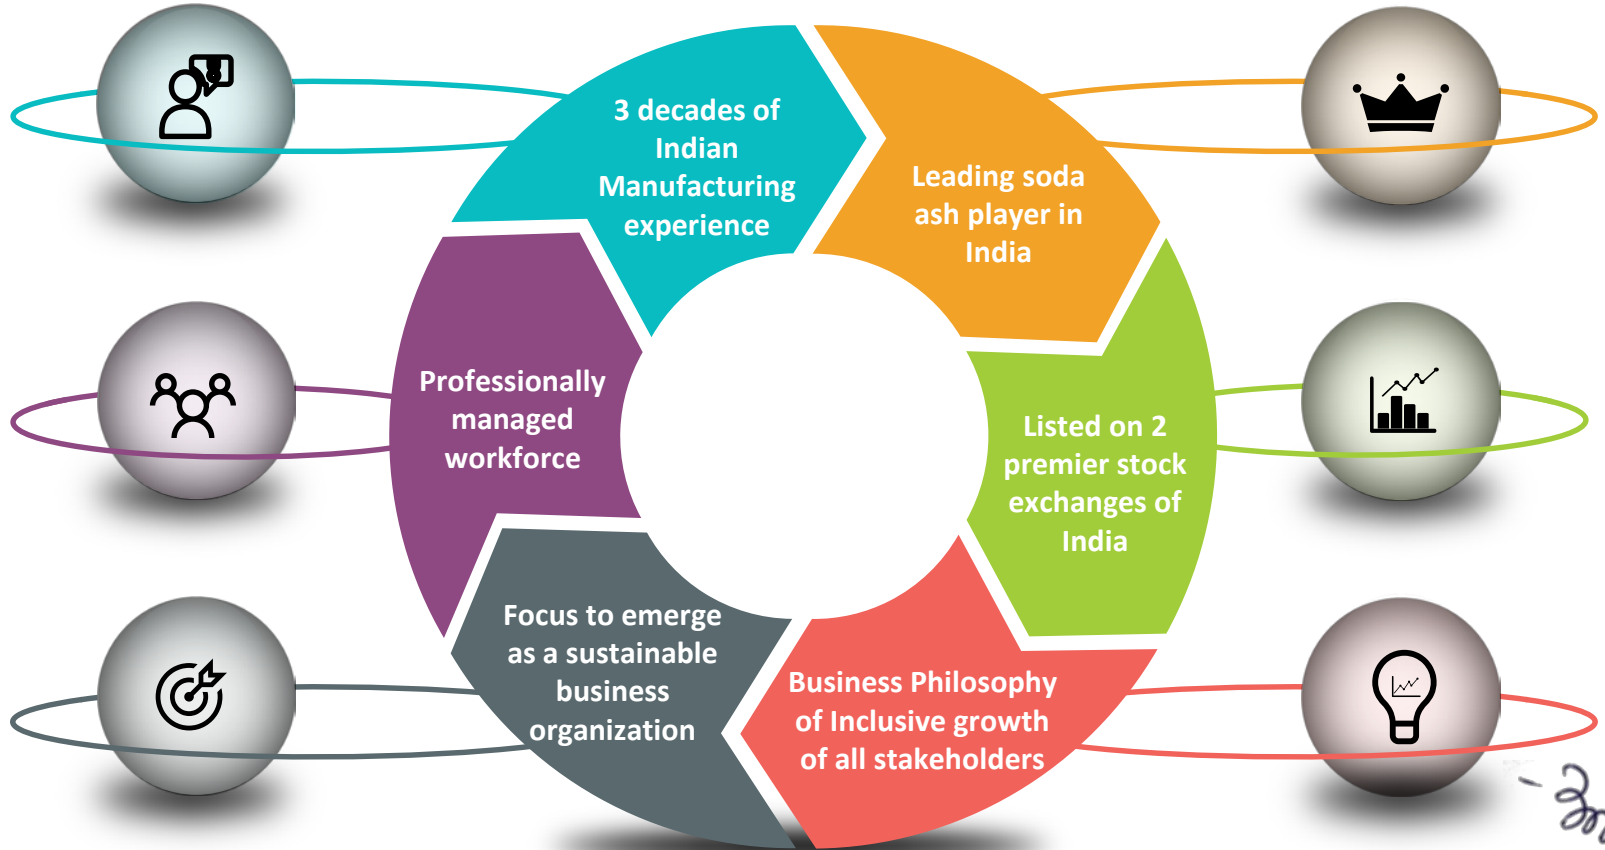 3 decades of
Indian
Manufacturing
experience
Leading soda
ash player in
India
Listed on 2
premier stock
exchanges of
India
Business Philosophy
of Inclusive growth
of all stakeholders
Focus to emerge
as a sustainable
business
organization
Professionally
managed
workforce